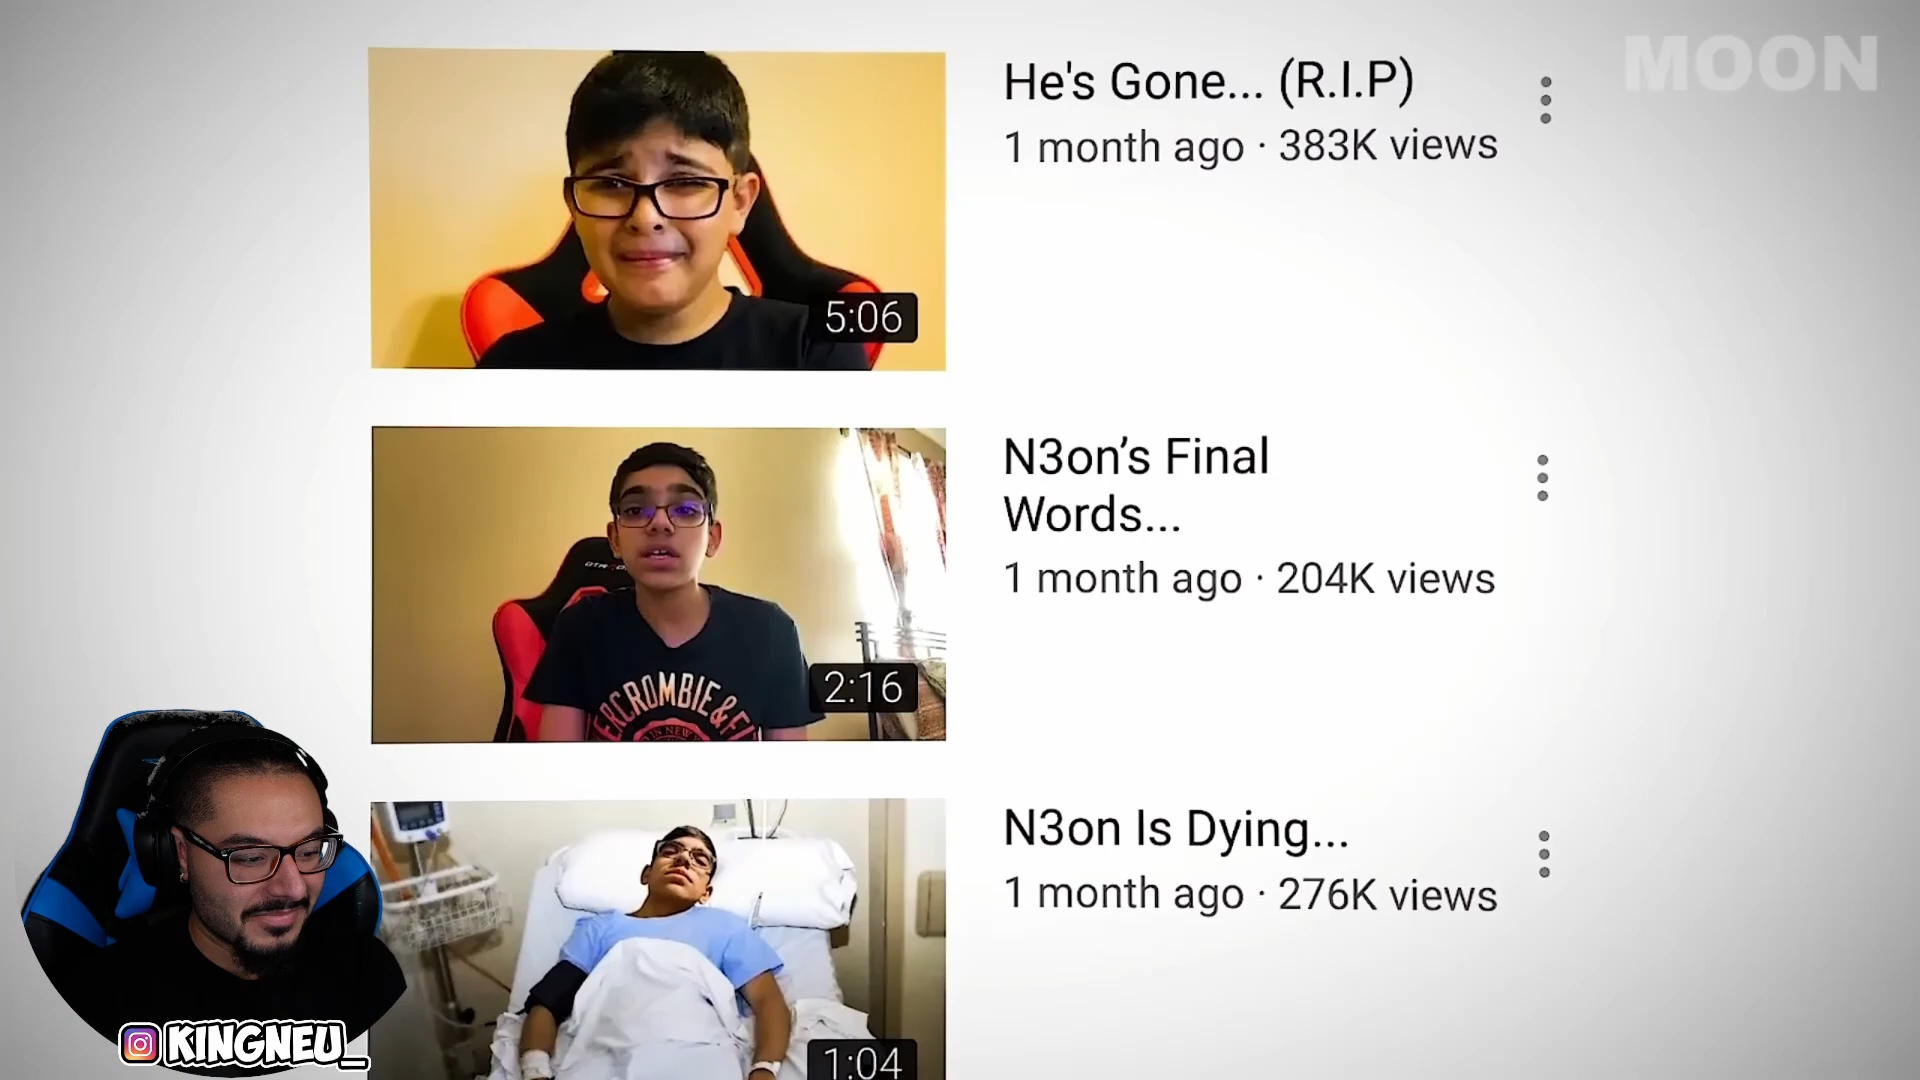 MOON
He's Gone... (R.I.P)
1 month ago · 383K views
5:06
N3on’s Final
Words...
1 month ago · 204K views
2:16
N3on Is Dying...
1 month ago · 276K views
1:04
KINGNEU_